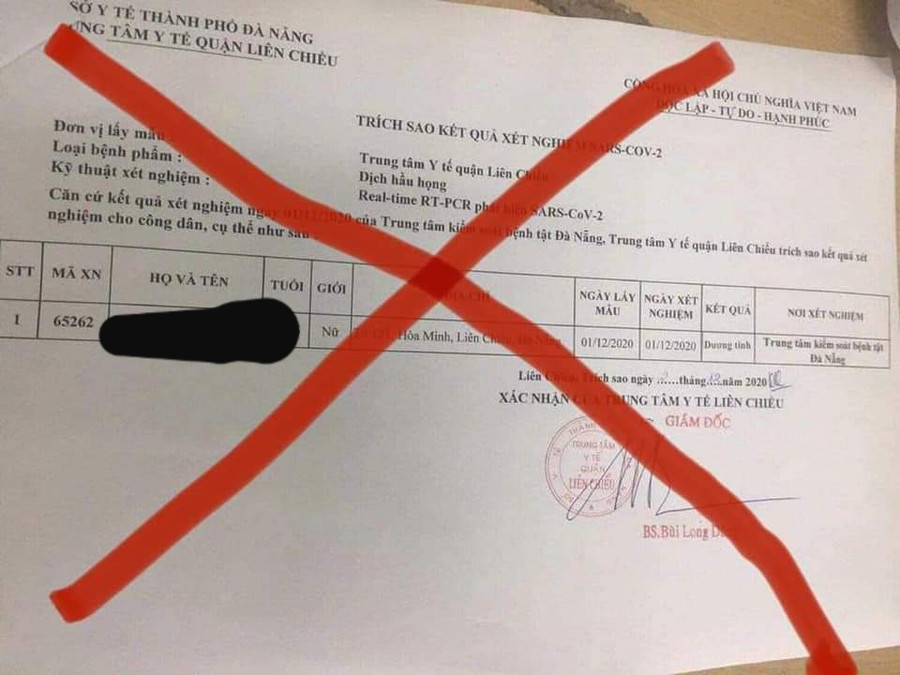 SỞ Y TẾ THÀNH PHỐ ĐÀ NẴNG
TÂM Y TẾ QUẬN LIÊN CHIỂU
CỘNG HÒA XÃ HỘI CHỦ NGHĨA VIỆT NAM
ĐỘC LẬP - TỰ DO - HẠNH PHÚC
TRÍCH SAO KẾT QUẢ XÉT NGHIỆM SARS-COV-2
Đơn vị lấy mẫu : Trung tâm Y tế quận Liên Chiểu
Loại bệnh phẩm : Dịch hầu họng
Kỹ thuật xét nghiệm : Real-time RT-PCR phát hiện SARS-CoV-2
Căn cứ kết quả xét nghiệm ngày 01/12/2020 của Trung tâm kiểm soát bệnh tật Đà Nẵng, Trung tâm Y tế quận Liên Chiểu trích sao kết quả xét
nghiệm cho công dân, cụ thể như sau :
STT MÃ XN HỌ VÀ TÊN TUỔI GIỚI ĐỊA CHỈ NGÀY LẤY MẪU NGÀY XÉT NGHIỆM KẾT QUẢ NƠI XÉT NGHIỆM
1 65262 Nữ Hòa Minh, Liên Chiểu, Đà Nẵng 01/12/2020 01/12/2020 Dương tính Trung tâm kiểm soát bệnh tật Đà Nẵng
Liên Chiểu, Trích sao ngày tháng 12 năm 2020
XÁC NHẬN CỦA TRUNG TÂM Y TẾ LIÊN CHIỂU
GIÁM ĐỐC
TRUNG TÂM
Y TẾ
QUẬN
LIÊN CHIỂU
BS.Bùi Long